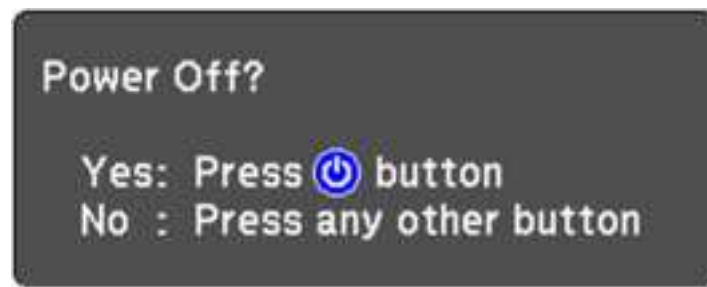 Power Off?
Yes: Press button
No : Press any other button